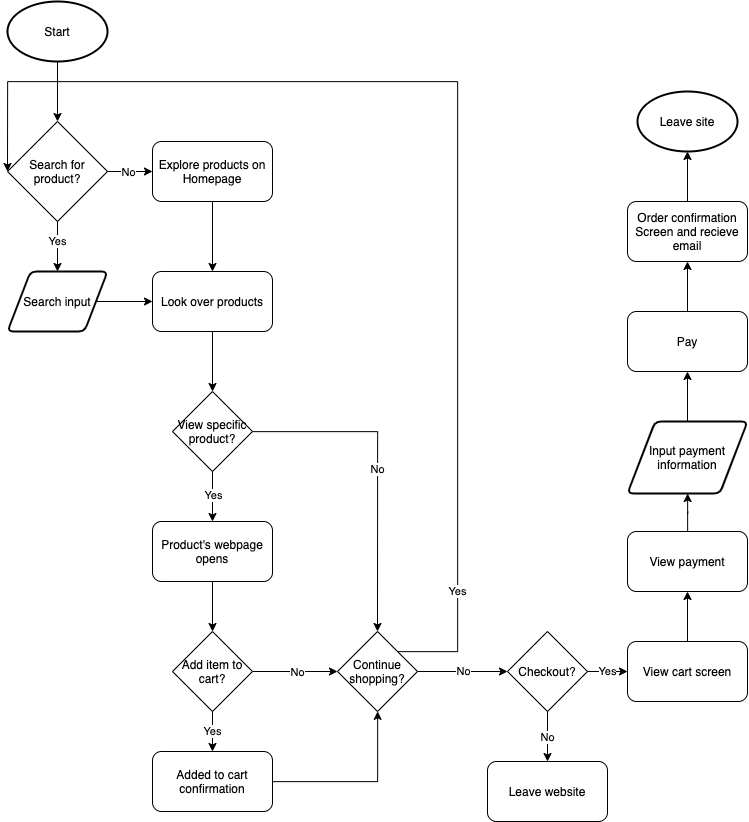 Start
Search for
product?
No
Explore products on
Homepage
Yes
Search input
Look over products
View specific
product?
No
Yes
Product's webpage
opens
Add item to
cart?
No
Yes
Added to cart
confirmation
Continue
shopping?
Yes
No
Checkout?
No
Leave website
Yes
View cart screen
View payment
Input payment
information
Pay
Order confirmation
Screen and recieve
email
Leave site